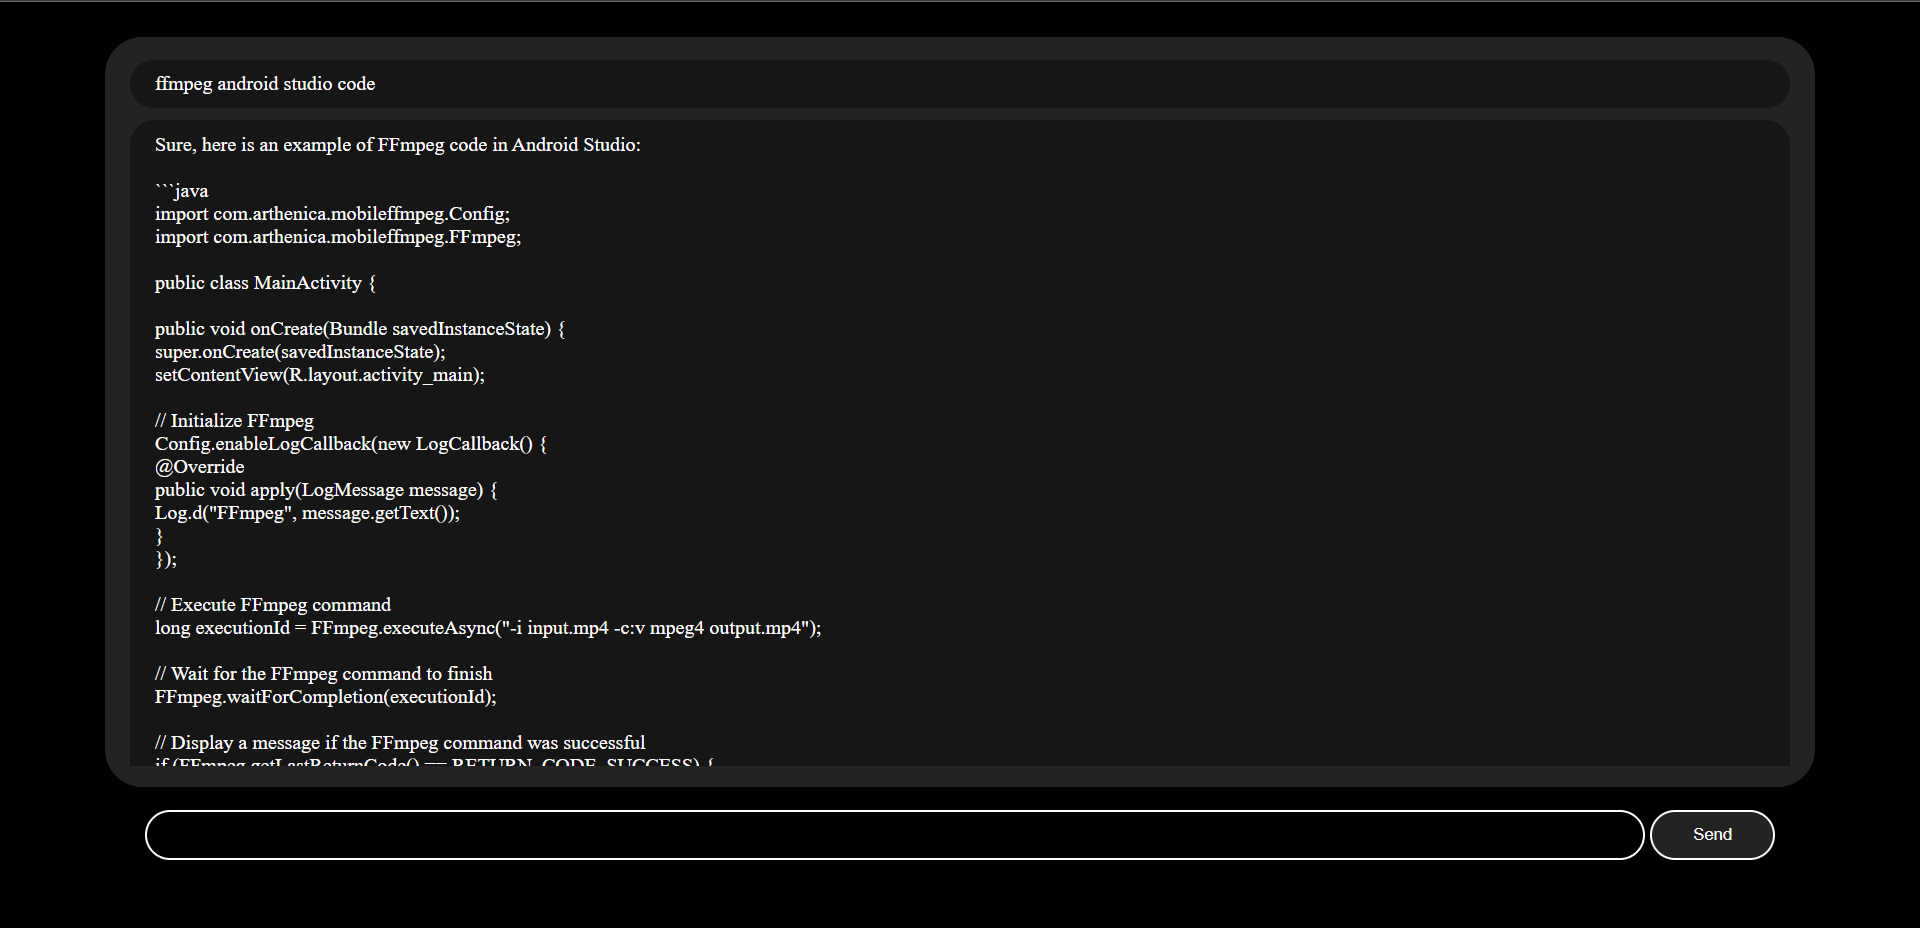 ffmpeg android studio code
Sure, here is an example of FFmpeg code in Android Studio:
```java
import com.arthenica.mobileffmpeg.Config;
import com.arthenica.mobileffmpeg.FFmpeg;
public class MainActivity {
public void onCreate(Bundle savedInstanceState) {
super.onCreate(savedInstanceState);
setContentView(R.layout.activity_main);
// Initialize FFmpeg
Config.enableLogCallback(new LogCallback() {
@Override
public void apply(LogMessage message) {
Log.d("FFmpeg", message.getText());
}
});
// Execute FFmpeg command
long executionId = FFmpeg.executeAsync("-i input.mp4 -c:v mpeg4 output.mp4");
// Wait for the FFmpeg command to finish
FFmpeg.waitForCompletion(executionId);
// Display a message if the FFmpeg command was successful
if (FFmpeg.getLastReturnCode() == RETURN_CODE_SUCCESS) {
Send